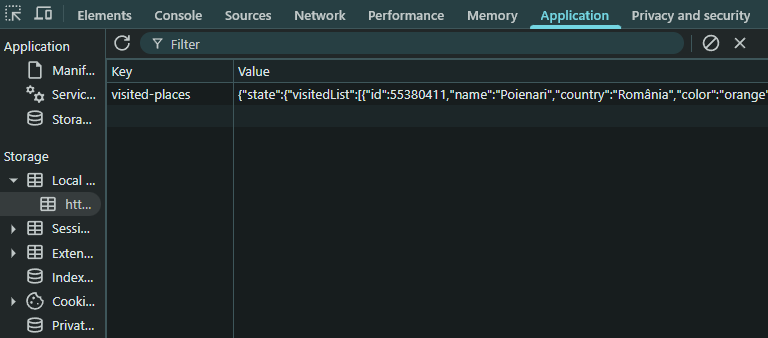 Elements Console Sources Network Performance Memory Application Privacy and security
Application
Manif...
Servic...
Stora...
Storage
Local ...
htt...
Sessi...
Exten...
Index...
Cooki...
Privat...
Filter
Key Value
visited-places {"state":{"visitedList":[{"id":55380411,"name":"Poienari","country":"România","color":"orange"